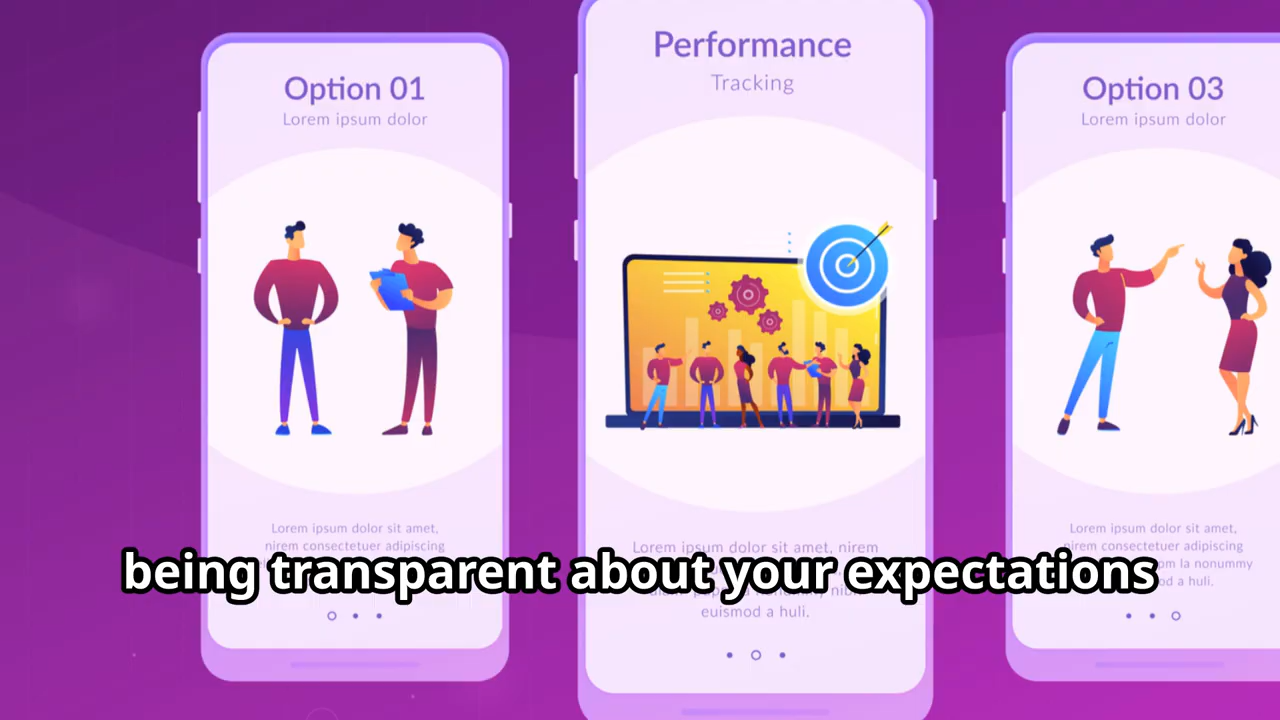 Option 01
Lorem ipsum dolor
Lorem ipsum dolor sit amet,
nirem consectetuer adipiscing
Performance
Tracking
Lorem ipsum dolor sit amet, nirem
euismod a huli.
Option 03
Lorem ipsum dolor
Lorem ipsum dolor sit amet,
nirem consectetuer adipiscing
la nonummy
a huli.
being transparent about your expectations